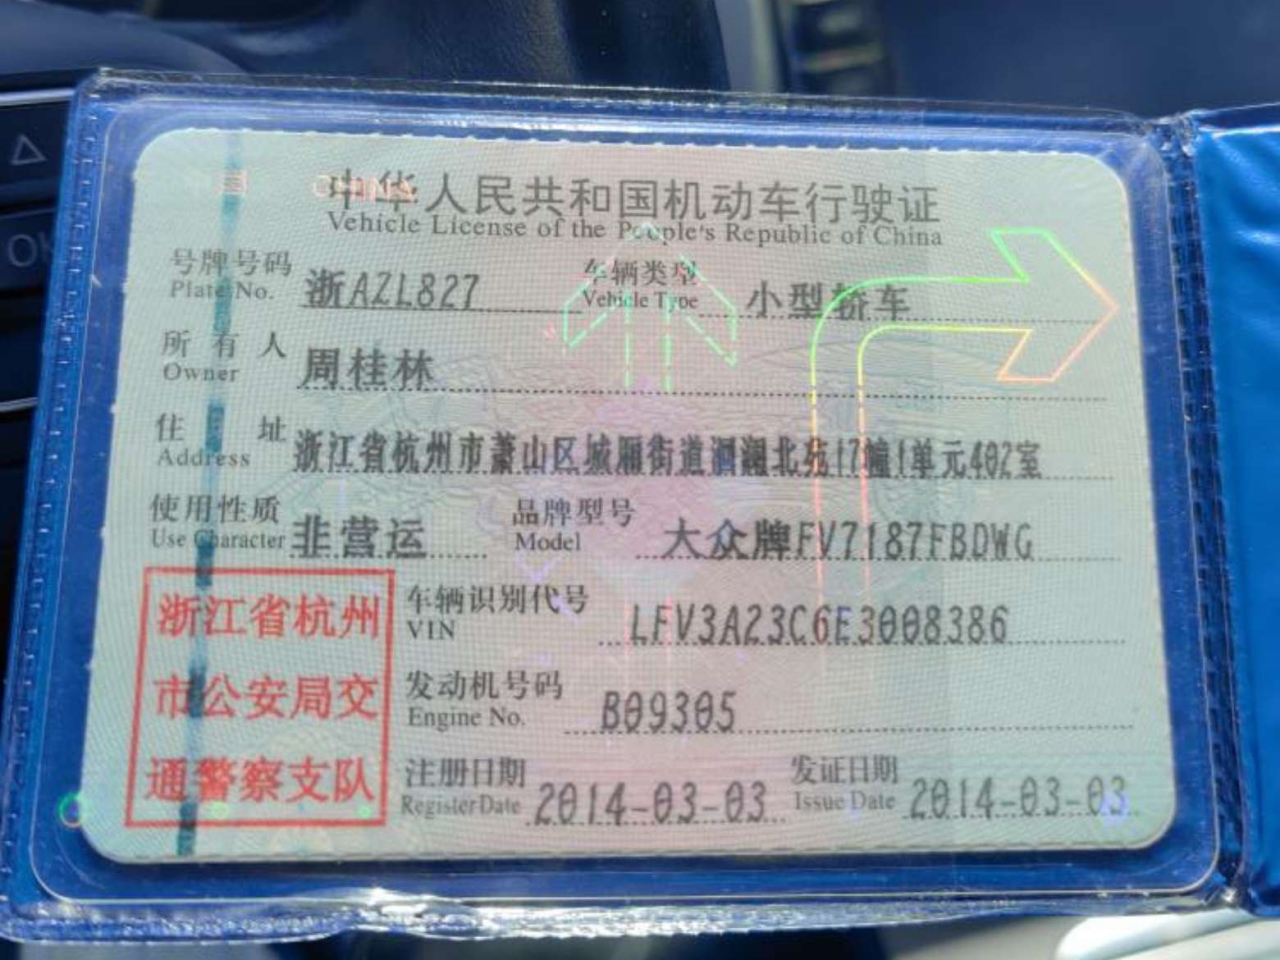 中华人民共和国机动车行驶证
Vehicle License of the People's Republic of China
号牌号码 浙AZL827 车辆类型 小型轿车
Plate No. Vehicle Type
所有人 周桂林
Owner
住址 浙江省杭州市萧山区城厢街道泗湘北苑17幢1单元402室
Address
使用性质 非营运 品牌型号 大众牌FV7187FBDWG
Use Character Model
浙江省杭州
市公安局交
通警察支队
车辆识别代号 LFV3A23C6E3008386
VIN
发动机号码 B09305
Engine No.
注册日期 2014-03-03 发证日期 2014-03-03
Register Date Issue Date
CHINA